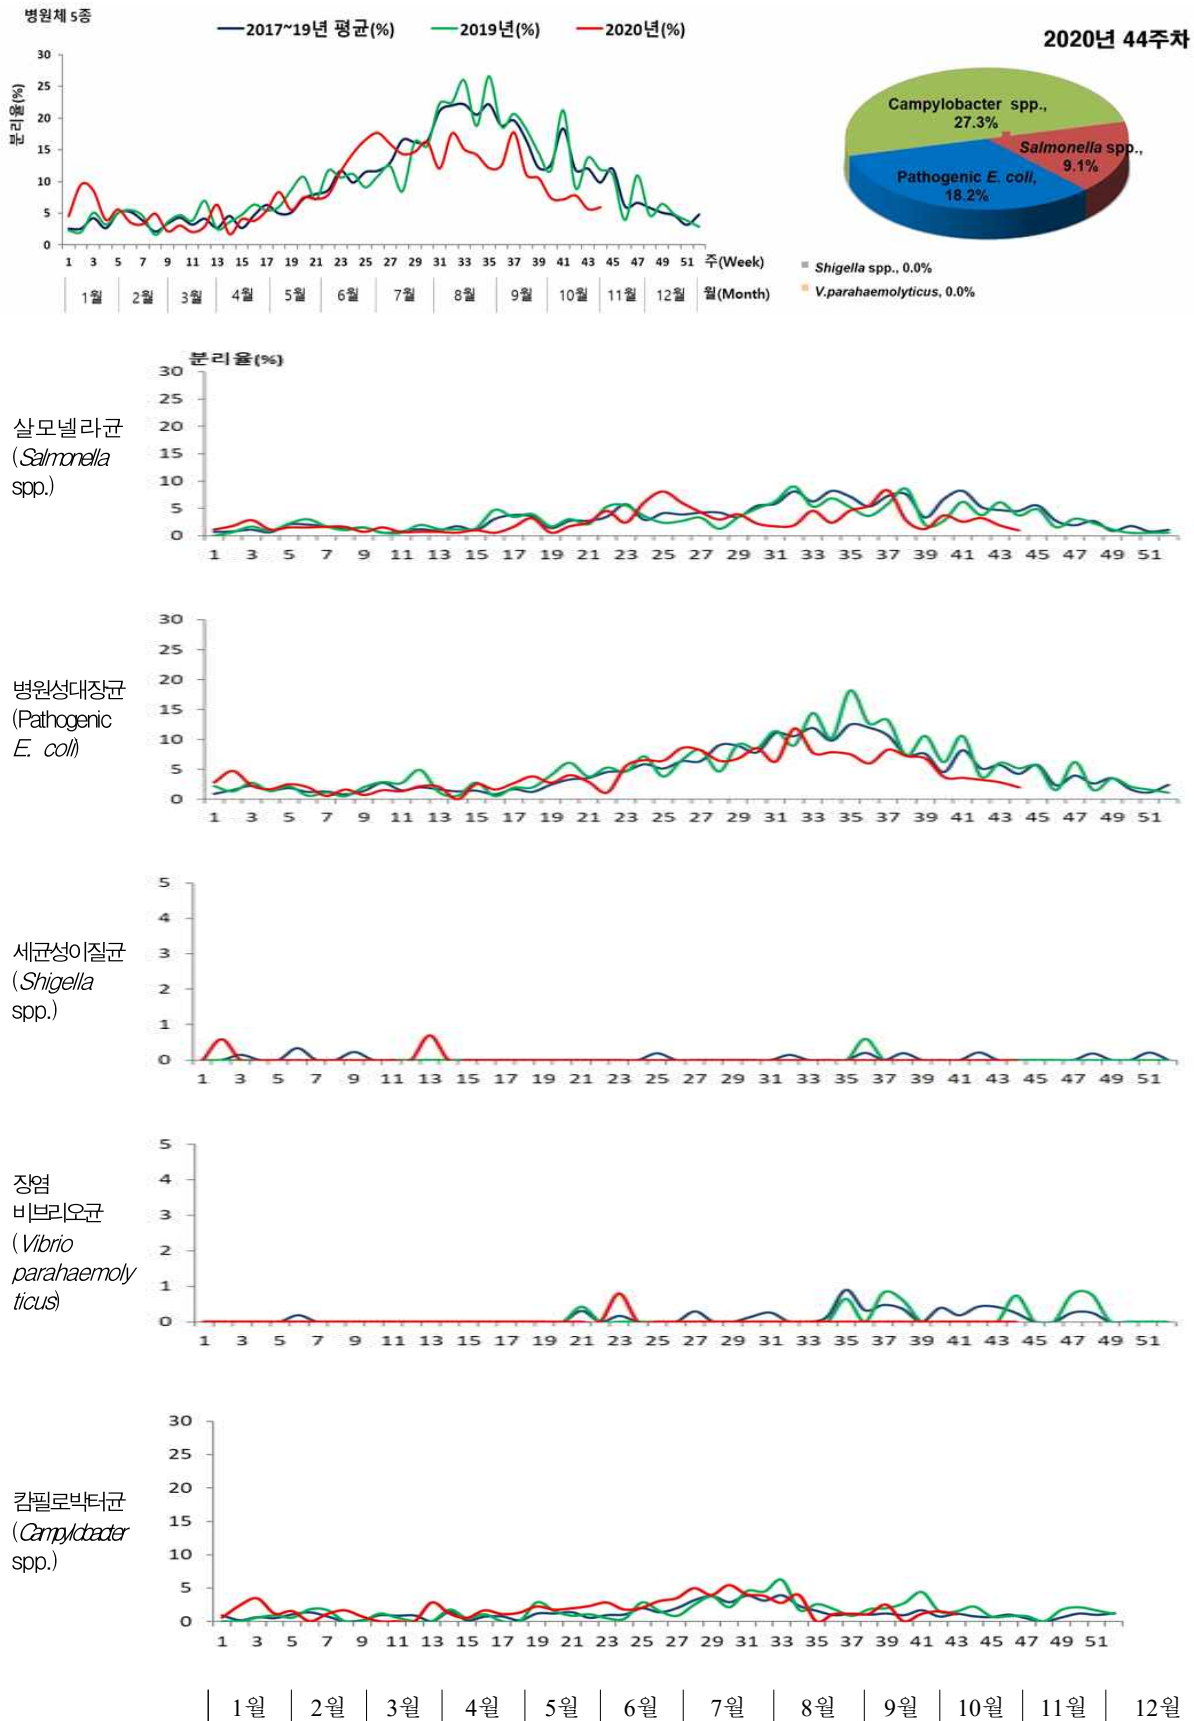 병원체 5종
2017~19년 평균(%) 2019년(%) 2020년(%)
2020년 44주차
분리율(%)
30
25
20
15
10
5
0
1 3 5 7 9 11 13 15 17 19 21 23 25 27 29 31 33 35 37 39 41 43 45 47 49 51 주(Week)
1월 2월 3월 4월 5월 6월 7월 8월 9월 10월 11월 12월 월(Month)
Campylobacter spp.,
27.3%
Salmonella spp.,
9.1%
Pathogenic E. coli,
18.2%
Shigella spp., 0.0%
V.parahaemolyticus, 0.0%
살모넬라균
(Salmonella
spp.)
분리율(%)
30
25
20
15
10
5
0
1 3 5 7 9 11 13 15 17 19 21 23 25 27 29 31 33 35 37 39 41 43 45 47 49 51
병원성대장균
(Pathogenic
E. coli)
30
25
20
15
10
5
0
1 3 5 7 9 11 13 15 17 19 21 23 25 27 29 31 33 35 37 39 41 43 45 47 49 51
세균성이질균
(Shigella
spp.)
5
4
3
2
1
0
1 3 5 7 9 11 13 15 17 19 21 23 25 27 29 31 33 35 37 39 41 43 45 47 49 51
장염
비브리오균
(Vibrio
parahaemoly
ticus)
5
4
3
2
1
0
1 3 5 7 9 11 13 15 17 19 21 23 25 27 29 31 33 35 37 39 41 43 45 47 49 51
캄필로박터균
(Campylobacter
spp.)
30
25
20
15
10
5
0
1 3 5 7 9 11 13 15 17 19 21 23 25 27 29 31 33 35 37 39 41 43 45 47 49 51
1월 2월 3월 4월 5월 6월 7월 8월 9월 10월 11월 12월